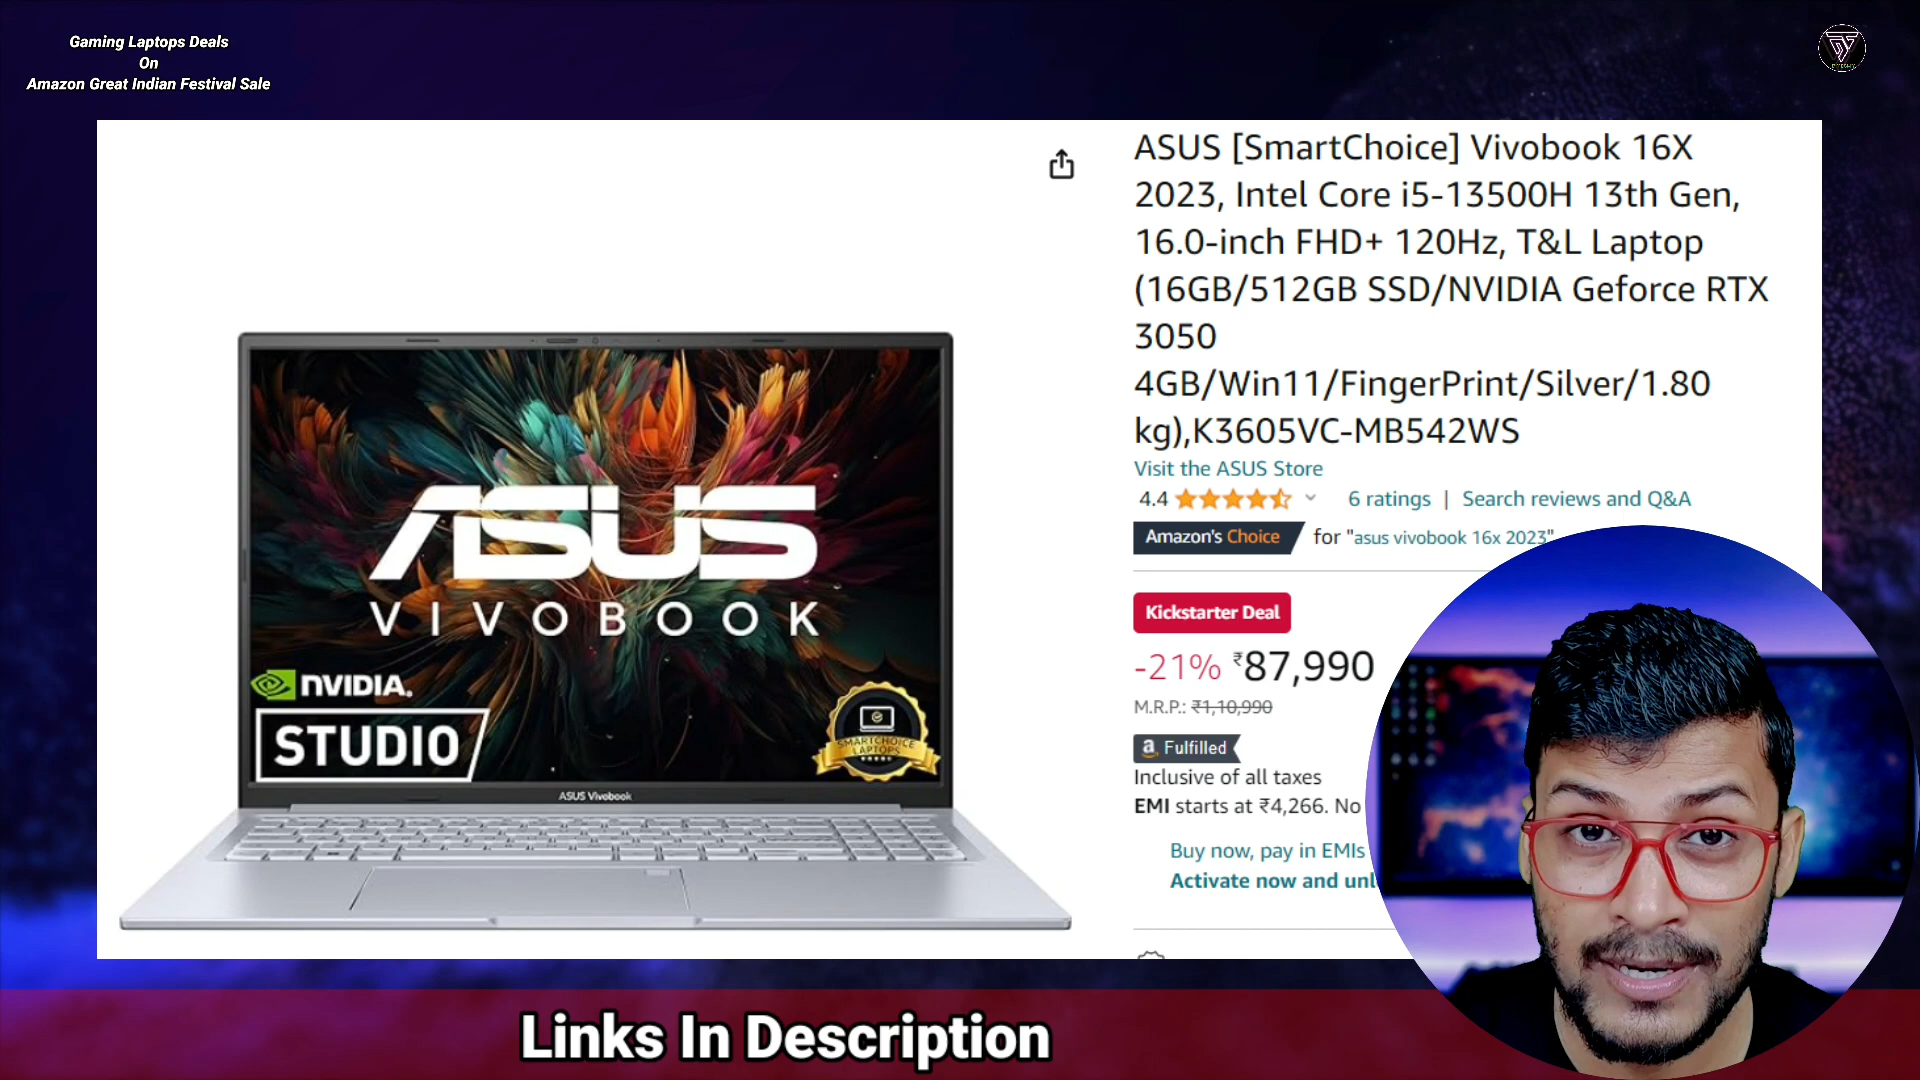 Gaming Laptops Deals
On
Amazon Great Indian Festival Sale
ASUS [SmartChoice] Vivobook 16X
2023, Intel Core i5-13500H 13th Gen,
16.0-inch FHD+ 120Hz, T&L Laptop
(16GB/512GB SSD/NVIDIA Geforce RTX
3050
4GB/Win11/FingerPrint/Silver/1.80
kg),K3605VC-MB542WS
Visit the ASUS Store
4.4 6 ratings | Search reviews and Q&A
Amazon's Choice for "asus vivobook 16x 2023"
Kickstarter Deal
-21% ₹87,990
M.R.P.: ₹1,10,990
a Fulfilled
Inclusive of all taxes
EMI starts at ₹4,266. No
Buy now, pay in EMIs
Activate now and unl
ASUS
VIVOBOOK
NVIDIA.
STUDIO
SMARTCHOICE
LAPTOPS
ASUS Vivobook
Links In Description